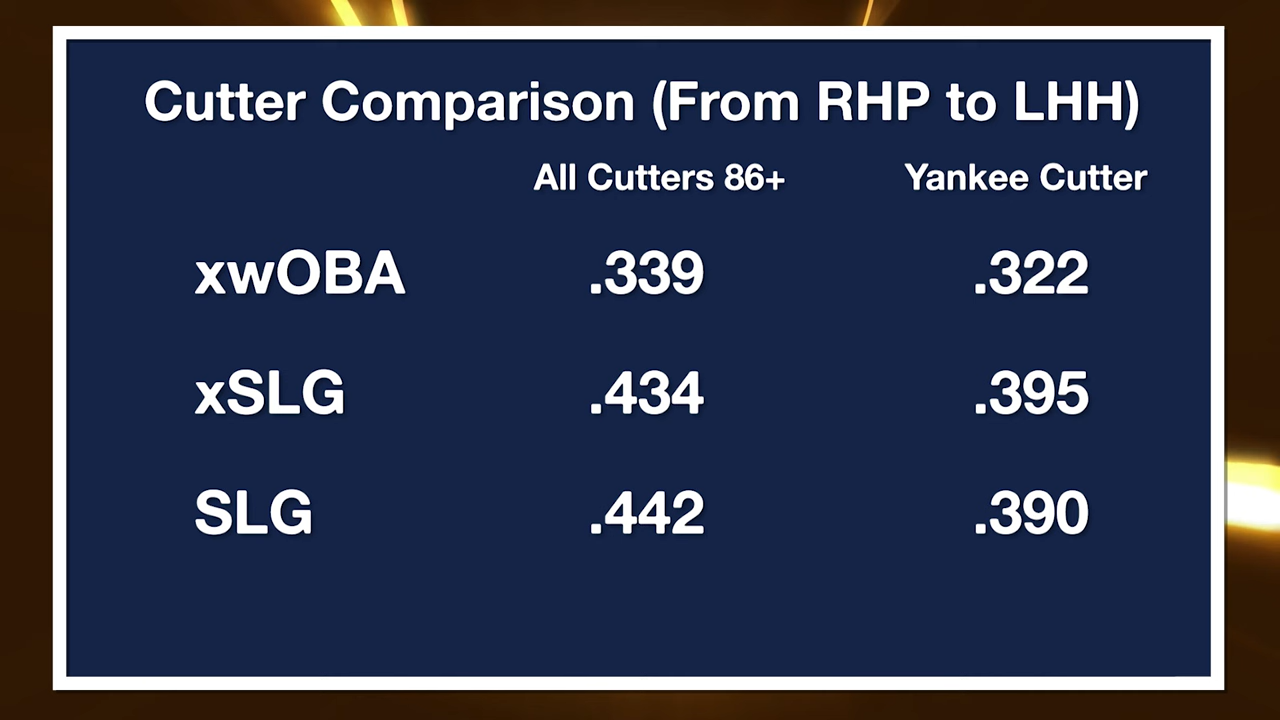 Cutter Comparison (From RHP to LHH)
All Cutters 86+ Yankee Cutter
xwOBA .339 .322
xSLG .434 .395
SLG .442 .390